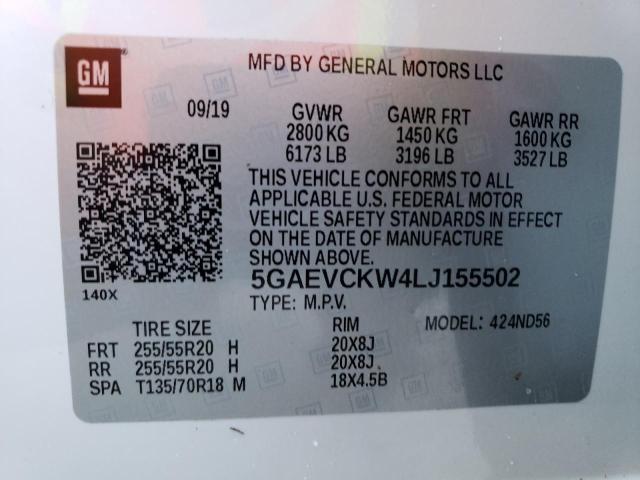 GM
MFD BY GENERAL MOTORS LLC
09/19
GVWR GAWR FRT GAWR RR
2800 KG 1450 KG 1600 KG
6173 LB 3196 LB 3527 LB
THIS VEHICLE CONFORMS TO ALL
APPLICABLE U.S. FEDERAL MOTOR
VEHICLE SAFETY STANDARDS IN EFFECT
ON THE DATE OF MANUFACTURE
SHOWN ABOVE.
140X
5GAEVCKW4LJ155502
TYPE: M.P.V.
TIRE SIZE RIM MODEL: 424ND56
FRT 255/55R20 H 20X8J
RR 255/55R20 H 20X8J
SPA T135/70R18 M 18X4.5B